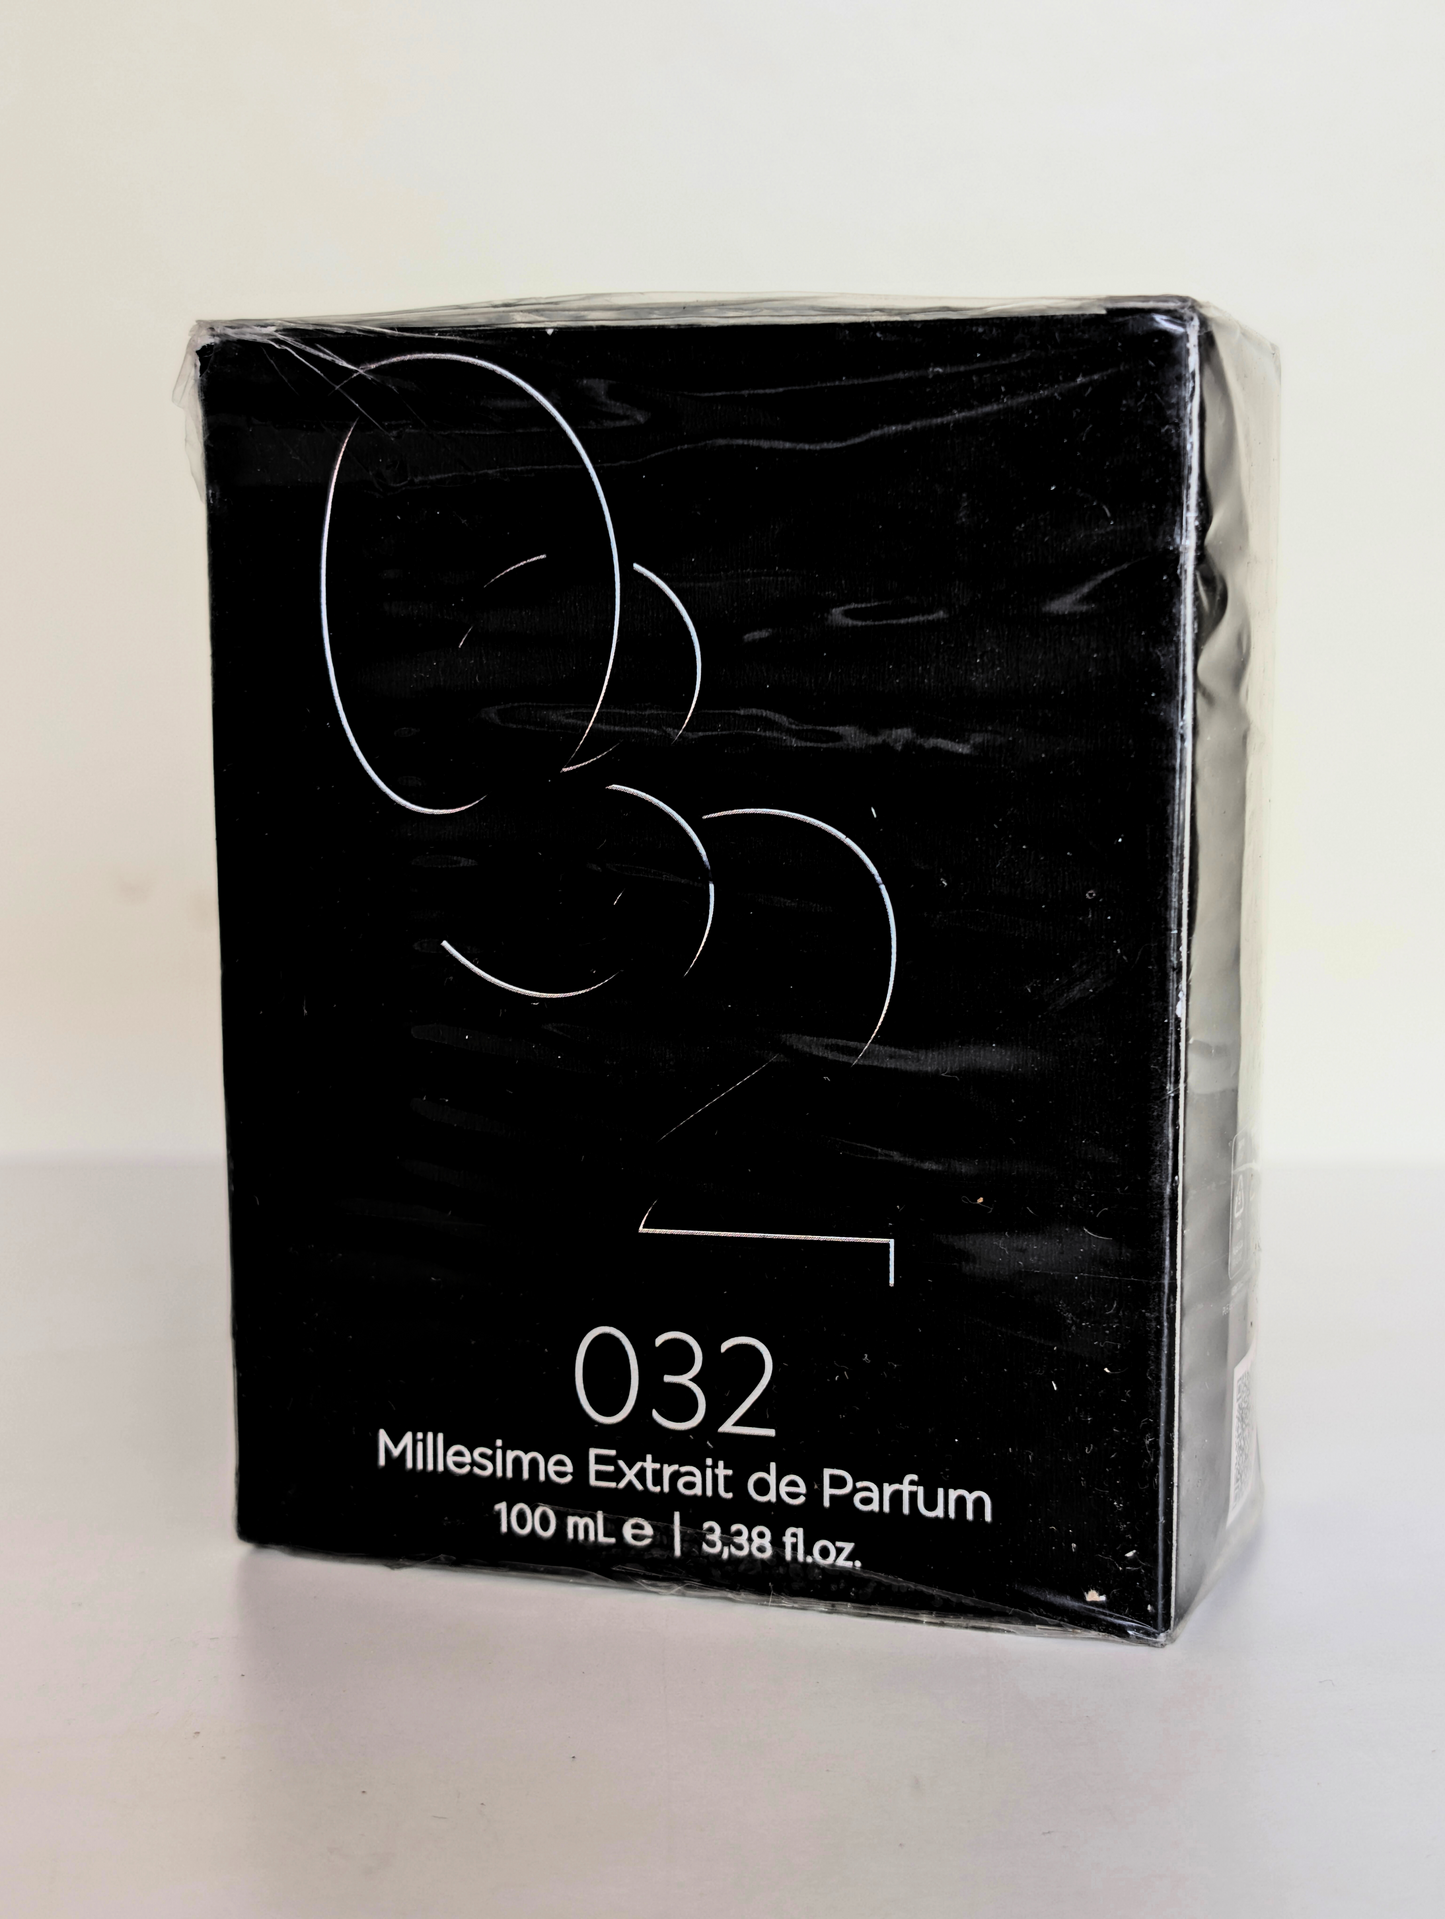 032
032
Millesime Extrait de Parfum
100 mL ℮ | 3,38 fl.oz.